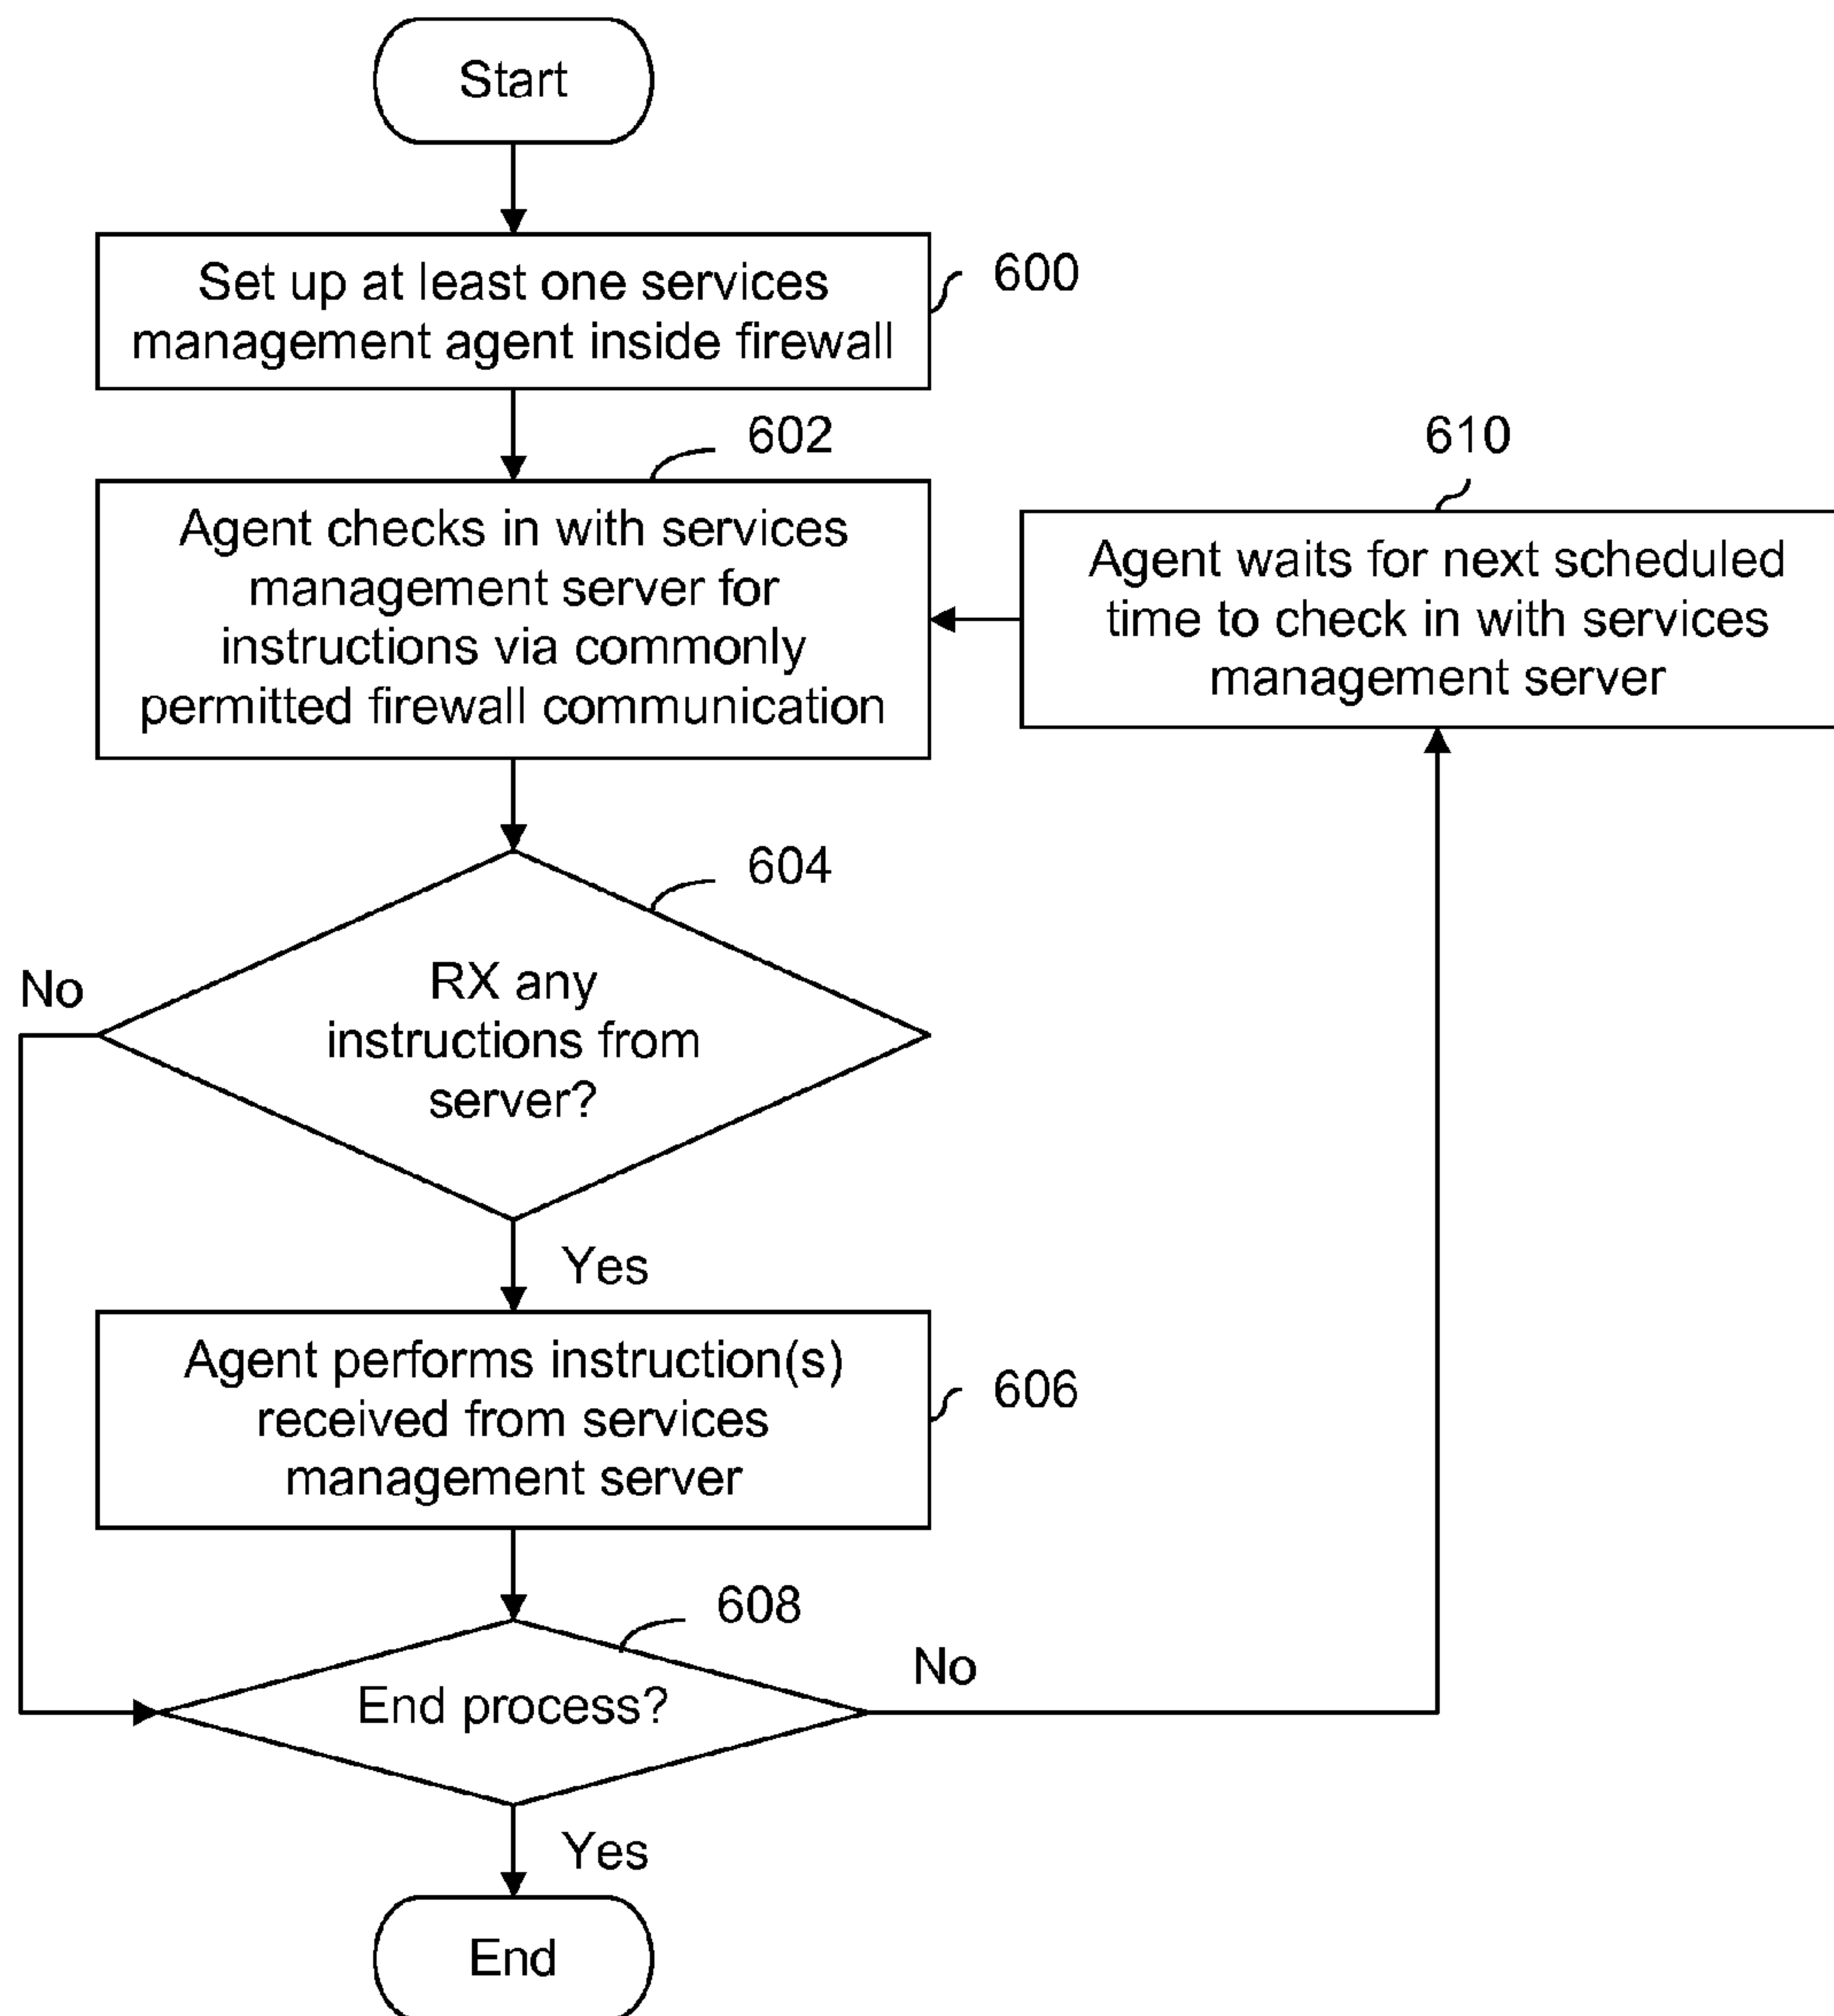 Start
Set up at least one services
management agent inside firewall
600
602
Agent checks in with services
management server for
instructions via commonly
permitted firewall communication
610
Agent waits for next scheduled
time to check in with services
management server
604
RX any
instructions from
server?
No
Yes
Agent performs instruction(s)
received from services
management server
606
608
End process?
No
Yes
End